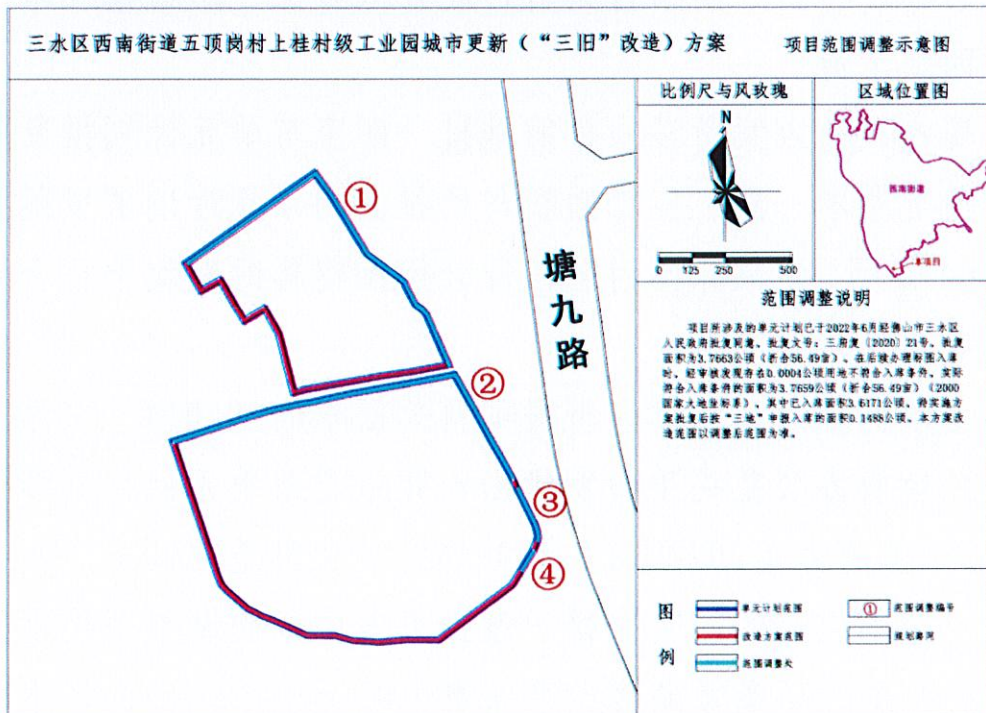 三水区西南街道五顶岗村上桂村级工业园城市更新（“三旧”改造）方案 项目范围调整示意图
比例尺与风玫瑰
区域位置图
N
西南街道
本项目
0 125 250 500
①
②
③
④
塘九路
范围调整说明
项目所涉及的单元计划已于2022年6月经佛山市三水区
人民政府批复同意，批复文号：三府复〔2020〕21号，批复
面积为3.7663公顷（折合56.49亩），在后续办理标图入库
时，经审核发现存在0.0004公顷用地不符合入库条件，实际
符合入库条件的面积为3.7659公顷（折合56.49亩）（2000
国家大地坐标系），其中已入库面积3.6171公顷，待实施方
案批复后按“三地”申报入库的面积0.1488公顷。本方案改
造范围以调整后范围为准。
图例
单元计划范围
① 范围调整编号
改造方案范围
规划路网
范围调整处